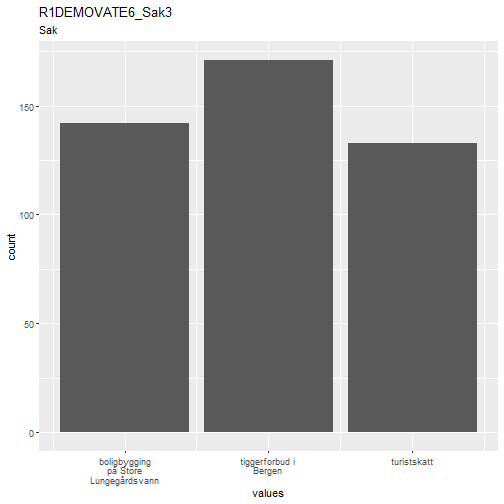 R1DEMOVATE6_Sak3
Sak
count
150
100
50
0
boligbygging
på Store
Lungegårdsvann
tiggerforbud i
Bergen
turistskatt
values